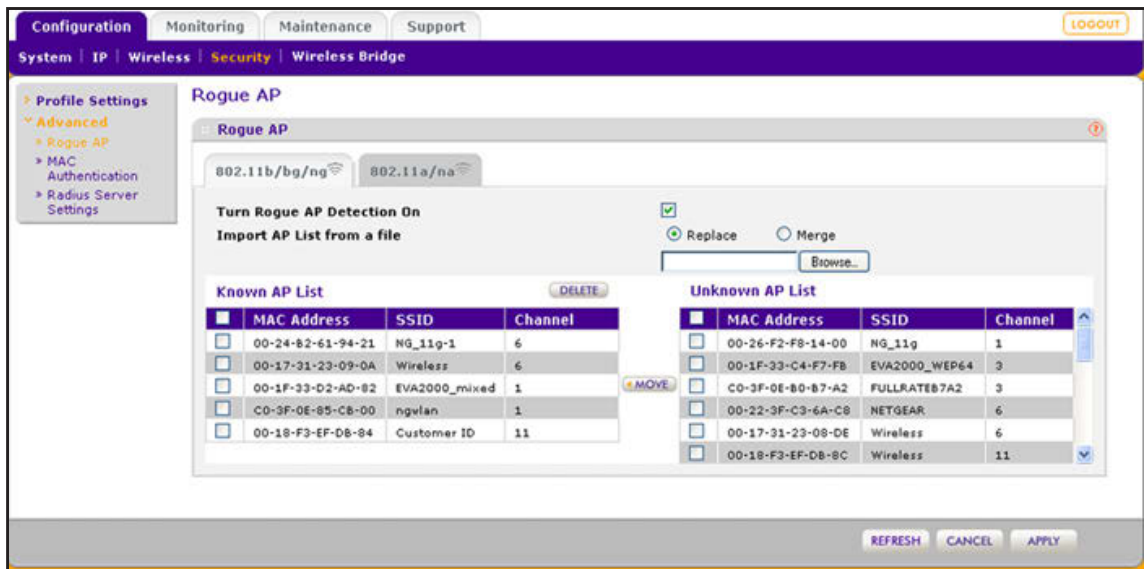 Configuration Monitoring Maintenance Support LOGOUT
System IP Wireless Security Wireless Bridge
Profile Settings
Advanced
Rogue AP
MAC
Authentication
Radius Server
Settings
Rogue AP
Rogue AP ?
802.11b/bg/ng 802.11a/na
Turn Rogue AP Detection On
Import AP List from a file Replace Merge
Browse...
Known AP List DELETE
MAC Address SSID Channel
00-24-B2-61-94-21 NG_11g-1 6
00-17-31-23-09-0A Wireless 6
00-1F-33-D2-AD-82 EVA2000_mixed 1
C0-3F-0E-85-CB-00 ngvlan 1
00-18-F3-EF-DB-84 Customer ID 11
MOVE
Unknown AP List
MAC Address SSID Channel
00-26-F2-F8-14-00 NG_11g 1
00-1F-33-C4-F7-FB EVA2000_WEP64 3
C0-3F-0E-B0-B7-A2 FULLRATEB7A2 3
00-22-3F-C3-6A-C8 NETGEAR 6
00-17-31-23-08-DE Wireless 6
00-18-F3-EF-DB-8C Wireless 11
REFRESH CANCEL APPLY